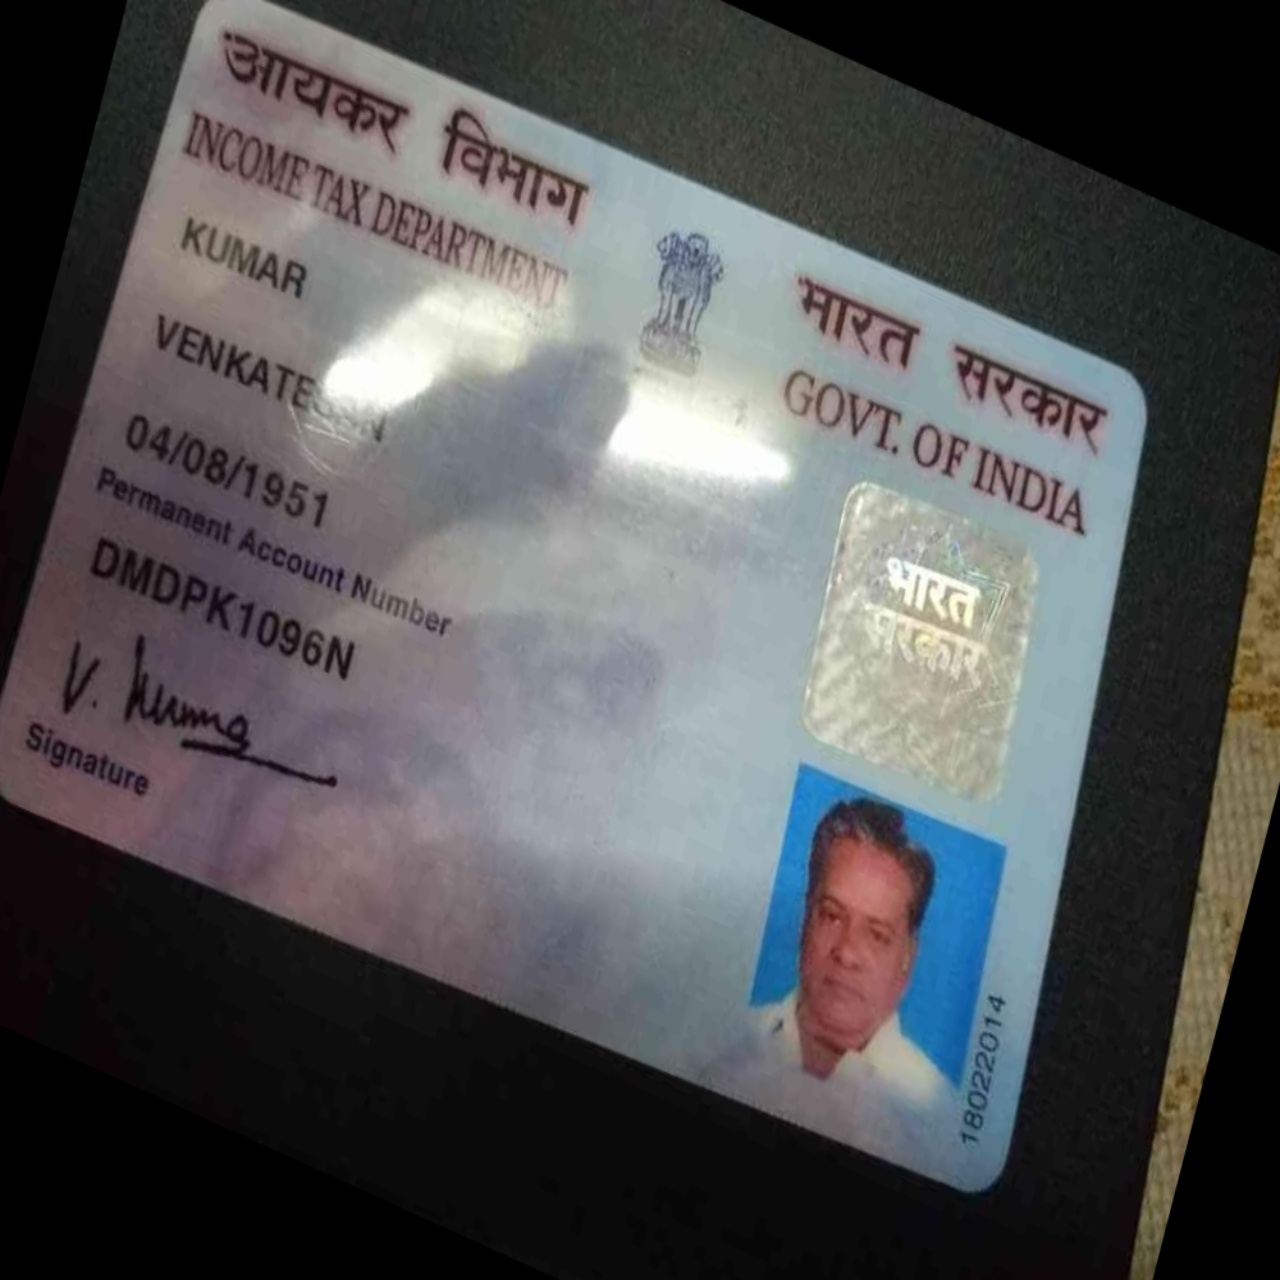 आयकर विभाग
INCOME TAX DEPARTMENT
भारत सरकार
GOVT. OF INDIA
KUMAR
04/08/1951
Permanent Account Number
DMDPK1096N
V. Kumar
Signature
भारत
सरकार
18022014